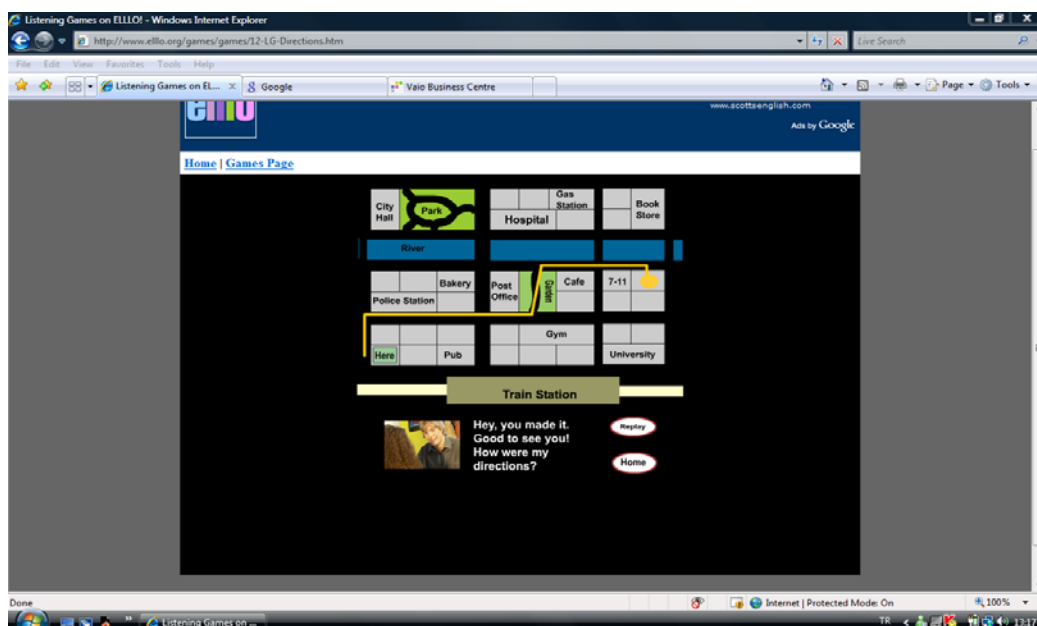 Listening Games on ELLLO! - Windows Internet Explorer
http://www.elllo.org/games/games/12-LG-Directions.htm
Live Search
File Edit View Favorites Tools Help
Listening Games on EL... Google Vaio Business Centre Page Tools
elllo
www.scottsenglish.com
Ads by Google
Home | Games Page
City Hall
Park
Gas Station
Hospital
Book Store
River
Bakery
Police Station
Post Office
Garden
Cafe
7-11
Here
Pub
Gym
University
Train Station
Hey, you made it.
Good to see you!
How were my
directions?
Replay
Home
Done
Internet | Protected Mode: On
100%
Listening Games on ...
TR
13:17